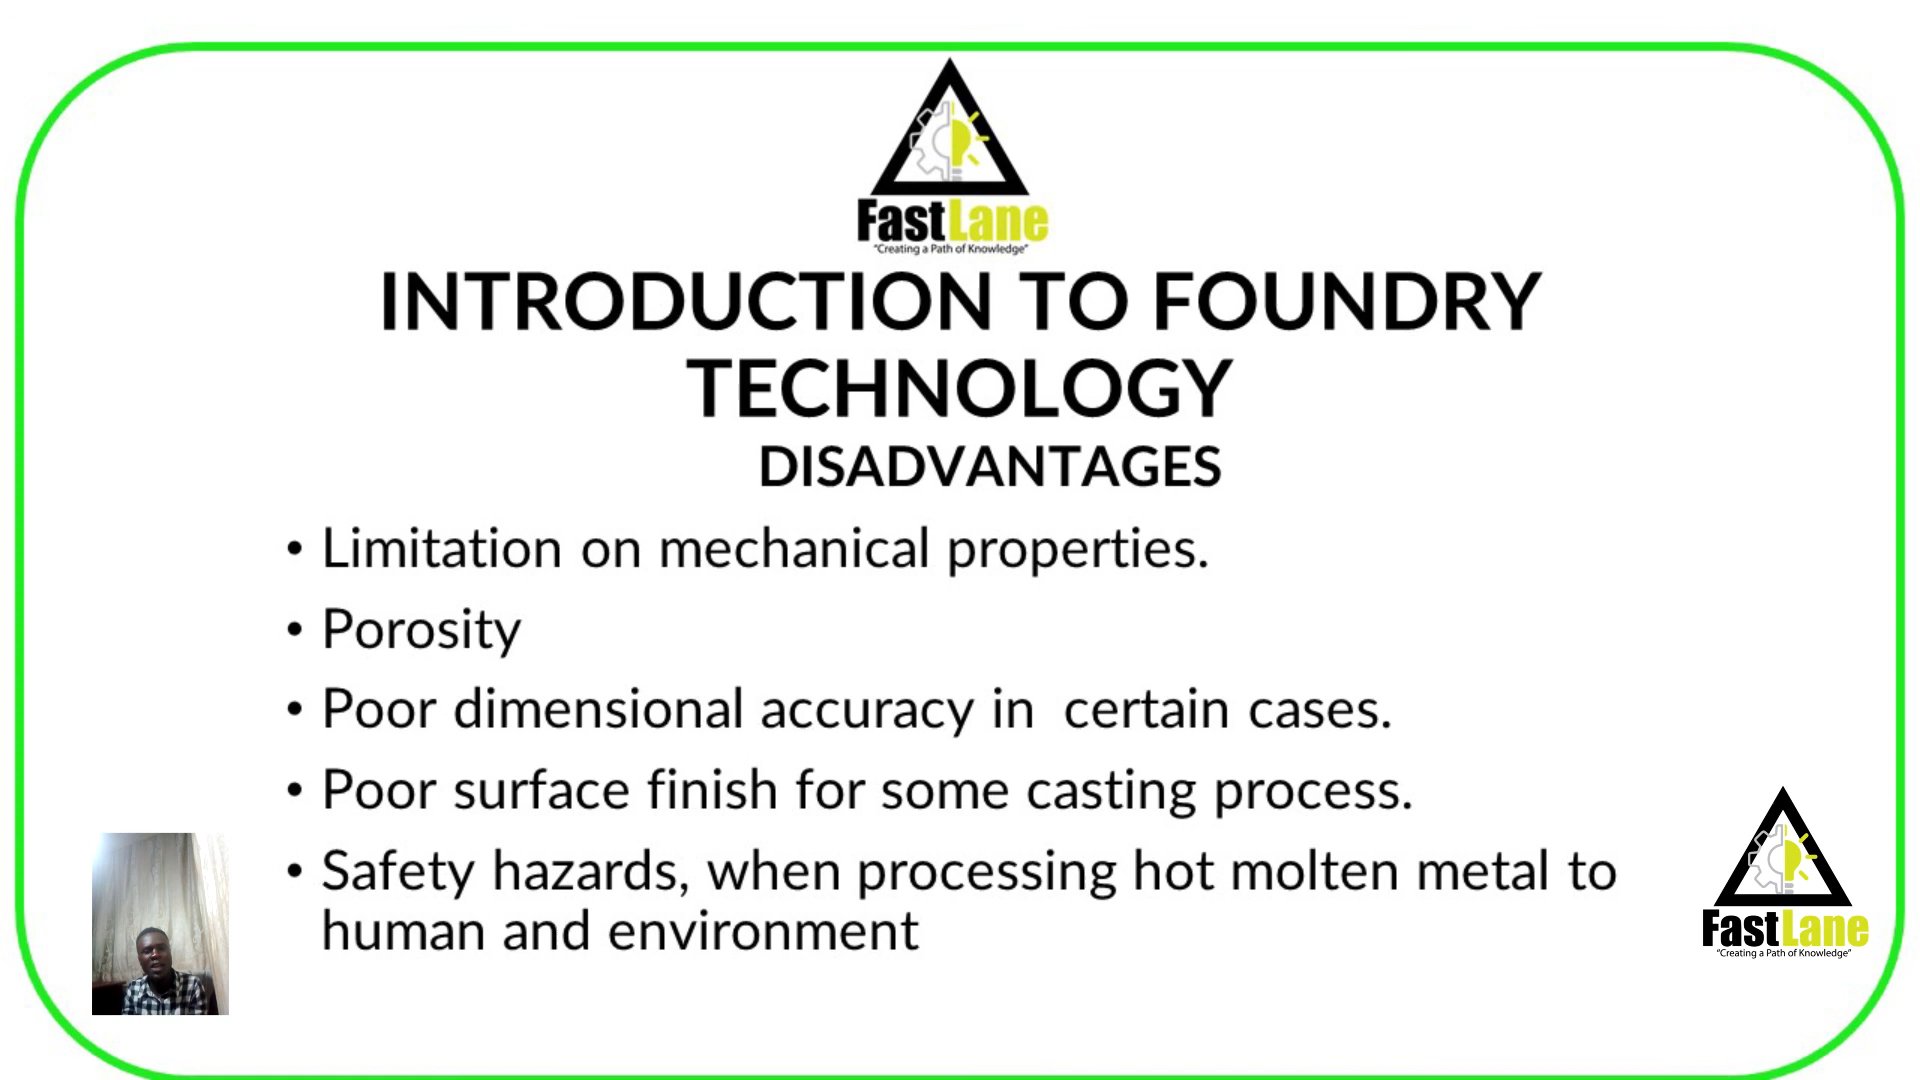 FastLane
"Creating a Path of Knowledge"
INTRODUCTION TO FOUNDRY
TECHNOLOGY
DISADVANTAGES
• Limitation on mechanical properties.
• Porosity
• Poor dimensional accuracy in  certain cases.
• Poor surface finish for some casting process.
• Safety hazards, when processing hot molten metal to
human and environment
FastLane
"Creating a Path of Knowledge"